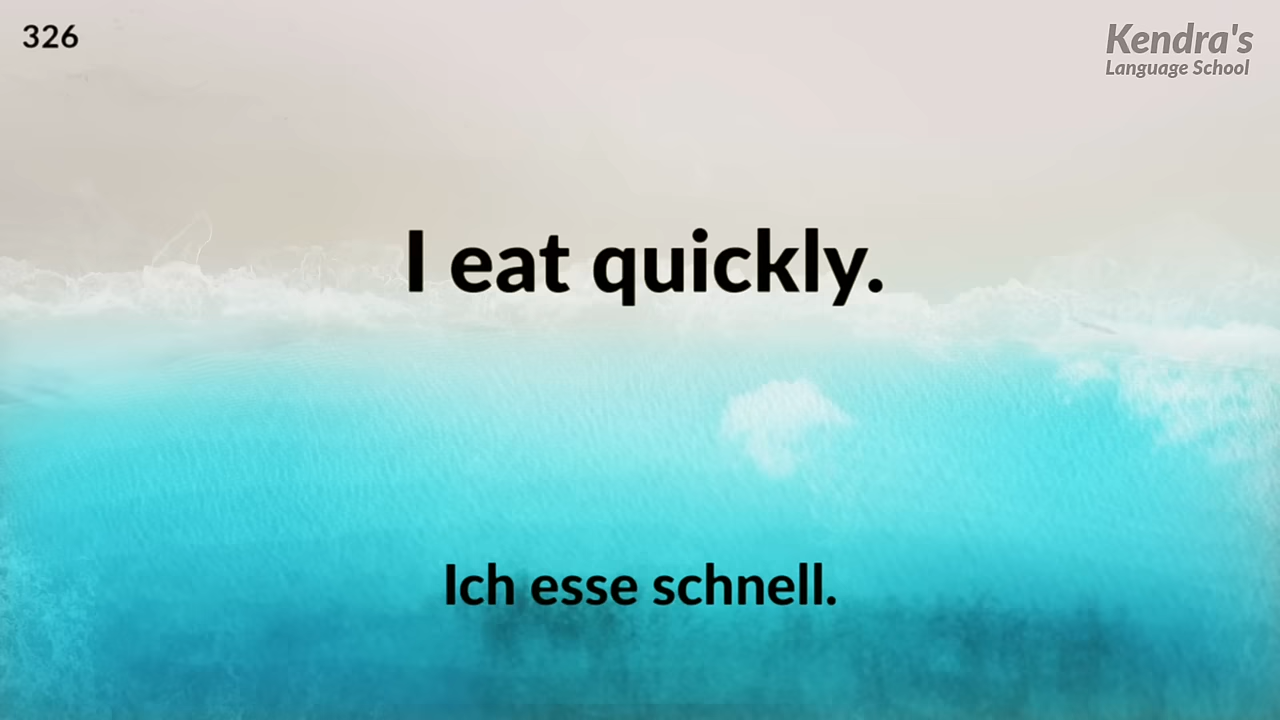 326
Kendra's
Language School
I eat quickly.
Ich esse schnell.